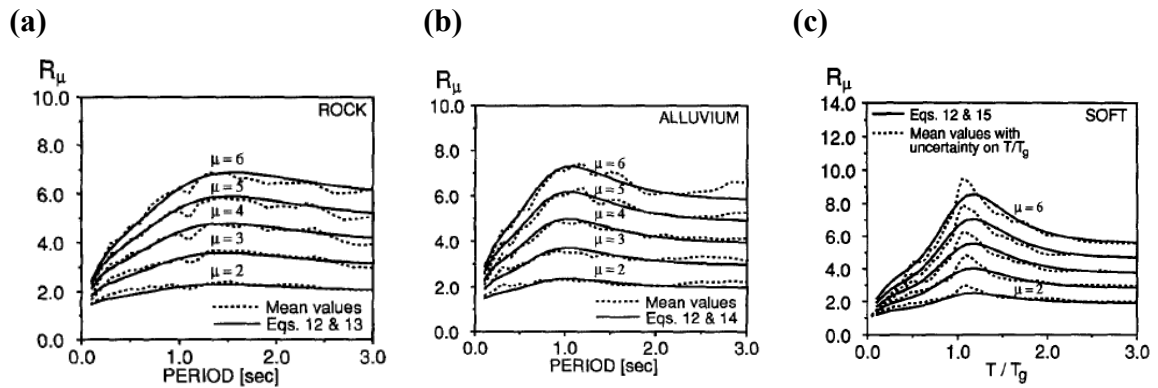 (a)
R_μ
10.0
ROCK
8.0
μ = 6
6.0
μ = 5
μ = 4
4.0
μ = 3
2.0
μ = 2
Mean values
Eqs. 12 & 13
0.0
0.0 1.0 2.0 3.0
PERIOD [sec]
(b)
R_μ
10.0
ALLUVIUM
8.0
μ = 6
6.0
μ = 5
μ = 4
4.0
μ = 3
2.0
μ = 2
Mean values
Eqs. 12 & 14
0.0
0.0 1.0 2.0 3.0
PERIOD [sec]
(c)
R_μ
14.0
Eqs. 12 & 15
SOFT
12.0
Mean values with
uncertainty on T/T_g
10.0
8.0
μ = 6
6.0
4.0
μ = 2
2.0
0.0
0.0 1.0 2.0 3.0
T / T_g